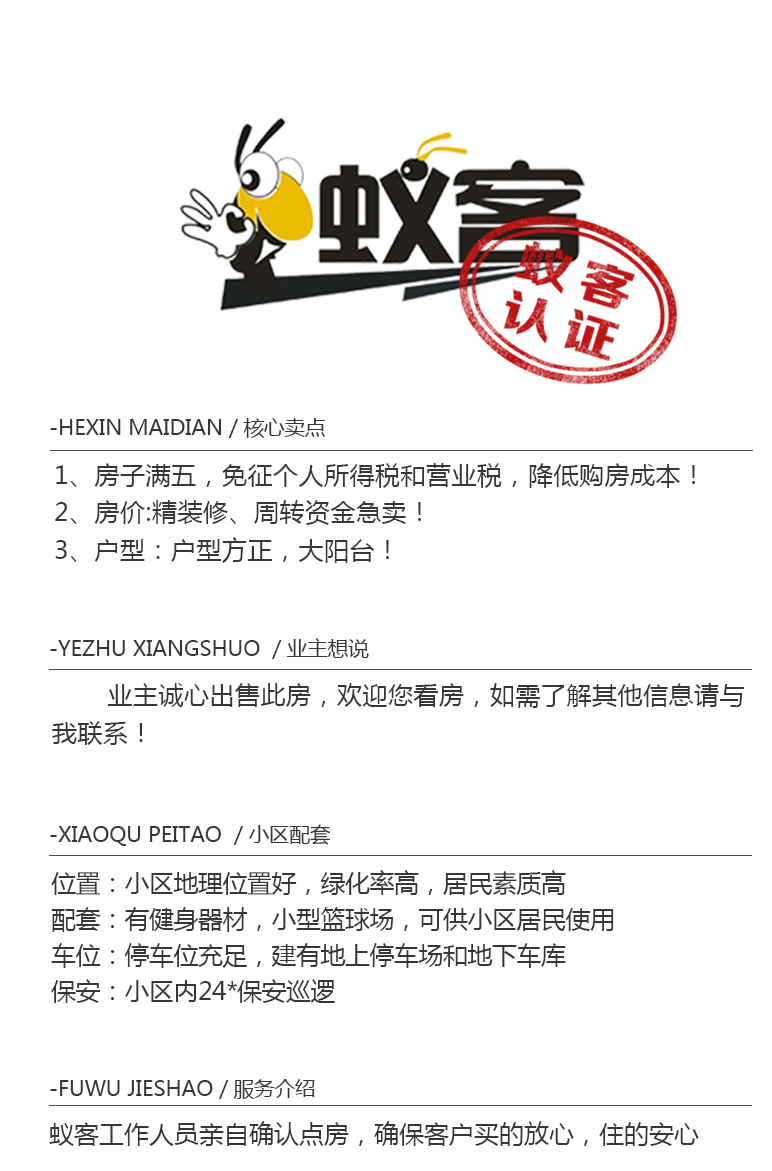 蚁客
蚁客
认证
-HEXIN MAIDIAN / 核心卖点
1、房子满五，免征个人所得税和营业税，降低购房成本！
2、房价:精装修、周转资金急卖！
3、户型：户型方正，大阳台！
-YEZHU XIANGSHUO / 业主想说
业主诚心出售此房，欢迎您看房，如需了解其他信息请与
我联系！
-XIAOQU PEITAO / 小区配套
位置：小区地理位置好，绿化率高，居民素质高
配套：有健身器材，小型篮球场，可供小区居民使用
车位：停车位充足，建有地上停车场和地下车库
保安：小区内24*保安巡逻
-FUWU JIESHAO / 服务介绍
蚁客工作人员亲自确认点房，确保客户买的放心，住的安心